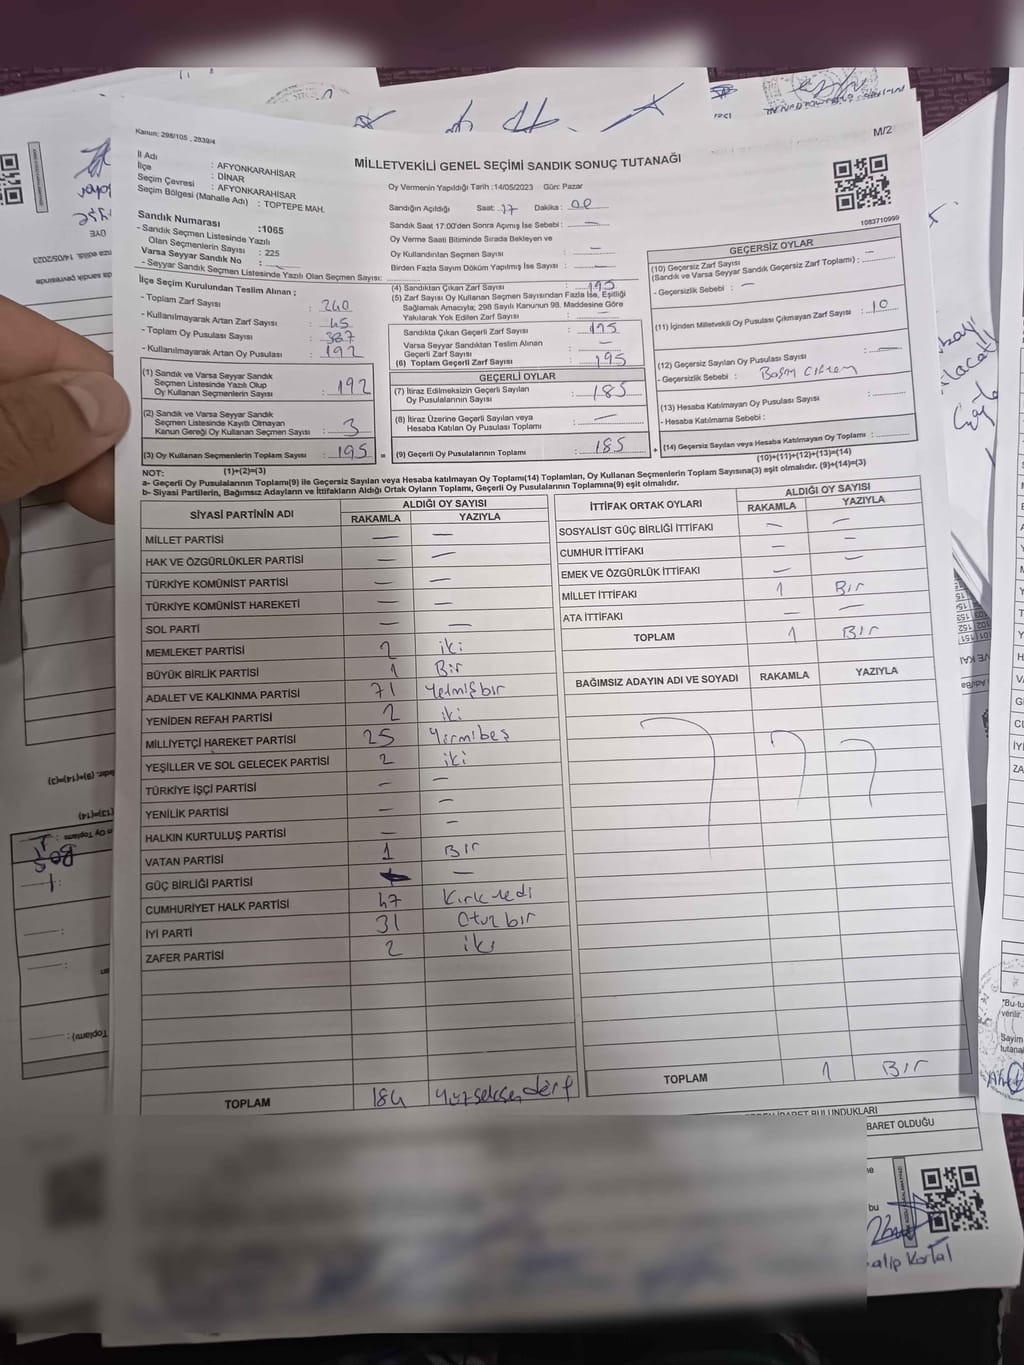 Kanun: 298/105, 2839/4
M/2
MİLLETVEKİLİ GENEL SEÇİMİ SANDIK SONUÇ TUTANAĞI
İl Adı : AFYONKARAHİSAR
İlçe : DİNAR
Seçim Çevresi : AFYONKARAHİSAR
Seçim Bölgesi (Mahalle Adı) : TOPTEPE MAH.
Sandık Numarası :1065
- Sandık Seçmen Listesinde Yazılı
Olan Seçmenlerin Sayısı : 225
Varsa Seyyar Sandık No :
- Seyyar Sandık Seçmen Listesinde Yazılı Olan Seçmen Sayısı:
İlçe Seçim Kurulundan Teslim Alınan ;
- Toplam Zarf Sayısı : 240
- Kullanılmayarak Artan Zarf Sayısı : 45
- Toplam Oy Pusulası Sayısı : 387
- Kullanılmayarak Artan Oy Pusulası : 192
(1) Sandık ve Varsa Seyyar Sandık
Seçmen Listesinde Yazılı Olup
Oy Kullanan Seçmenlerin Sayısı : 192
(2) Sandık ve Varsa Seyyar Sandık
Seçmen Listesinde Kayıtlı Olmayan
Kanun Gereği Oy Kullanan Seçmen Sayısı : 3
(3) Oy Kullanan Seçmenlerin Toplam Sayısı : 195
Oy Vermenin Yapıldığı Tarih :14/05/2023 Gün: Pazar
Sandığın Açıldığı Saat: 17 Dakika : 00
Sandık Saat 17:00'den Sonra Açımış İse Sebebi : —
Oy Verme Saati Bitiminde Sırada Bekleyen ve
Oy Kullandırılan Seçmen Sayısı : —
Birden Fazla Sayım Döküm Yapılmış İse Sayısı : —
(4) Sandıktan Çıkan Zarf Sayısı : 195
(5) Zarf Sayısı Oy Kullanan Seçmen Sayısından Fazla İse, Eşitliği
Sağlamak Amacıyla; 298 Sayılı Kanunun 98. Maddesine Göre
Yakılarak Yok Edilen Zarf Sayısı : —
Sandıkta Çıkan Geçerli Zarf Sayısı : 195
Varsa Seyyar Sandıktan Teslim Alınan
Geçerli Zarf Sayısı : —
(6) Toplam Geçerli Zarf Sayısı : 195
GEÇERLİ OYLAR
(7) İtiraz Edilmeksizin Geçerli Sayılan
Oy Pusulalarının Sayısı : 185
(8) İtiraz Üzerine Geçerli Sayılan veya
Hesaba Katılan Oy Pusulası Toplamı : —
(9) Geçerli Oy Pusulalarının Toplamı : 185
1083710999
GEÇERSİZ OYLAR
(10) Geçersiz Zarf Sayısı
(Sandık ve Varsa Seyyar Sandık Geçersiz Zarf Toplamı) : —
- Geçersizlik Sebebi : —
(11) İçinden Milletvekili Oy Pusulası Çıkmayan Zarf Sayısı : 10
(12) Geçersiz Sayılan Oy Pusulası Sayısı : —
- Geçersizlik Sebebi :
(13) Hesaba Katılmayan Oy Pusulası Sayısı :
- Hesaba Katılmama Sebebi :
(14) Geçersiz Sayılan veya Hesaba Katılmayan Oy Toplamı :
(10)+(11)+(12)+(13)=(14)
NOT: (1)+(2)=(3)
a- Geçerli Oy Pusulalarının Toplamı(9) ile Geçersiz Sayılan veya Hesaba katılmayan Oy Toplamı(14) Toplamları, Oy Kullanan Seçmenlerin Toplam Sayısına(3) eşit olmalıdır. (9)+(14)=(3)
b- Siyasi Partilerin, Bağımsız Adayların ve İttifakların Aldığı Ortak Oyların Toplamı, Geçerli Oy Pusulalarının Toplamına(9) eşit olmalıdır.
SİYASİ PARTİNİN ADI ALDIĞI OY SAYISI
RAKAMLA YAZIYLA
MİLLET PARTİSİ — —
HAK VE ÖZGÜRLÜKLER PARTİSİ — —
TÜRKİYE KOMÜNİST PARTİSİ — —
TÜRKİYE KOMÜNİST HAREKETİ — —
SOL PARTİ — —
MEMLEKET PARTİSİ 2 iki
BÜYÜK BİRLİK PARTİSİ 1 Bir
ADALET VE KALKINMA PARTİSİ 71 Yetmişbir
YENİDEN REFAH PARTİSİ 2 iki
MİLLİYETÇİ HAREKET PARTİSİ 25 Yirmibeş
YEŞİLLER VE SOL GELECEK PARTİSİ 2 iki
TÜRKİYE İŞÇİ PARTİSİ — —
YENİLİK PARTİSİ — —
HALKIN KURTULUŞ PARTİSİ — —
VATAN PARTİSİ 1 BIR
GÜÇ BİRLİĞİ PARTİSİ —
CUMHURİYET HALK PARTİSİ 47 Kırkyedi
İYİ PARTİ 31 Otuzbir
ZAFER PARTİSİ 2 iki
TOPLAM 184 Yüzseksendört
İTTİFAK ORTAK OYLARI ALDIĞI OY SAYISI
RAKAMLA YAZIYLA
SOSYALİST GÜÇ BİRLİĞİ İTTİFAKI — —
CUMHUR İTTİFAKI — —
EMEK VE ÖZGÜRLÜK İTTİFAKI — —
MİLLET İTTİFAKI 1 BIr
ATA İTTİFAKI — —
TOPLAM 1 BIr
BAĞIMSIZ ADAYIN ADI VE SOYADI RAKAMLA YAZIYLA
TOPLAM 1 BIr
BARET OLDUĞU